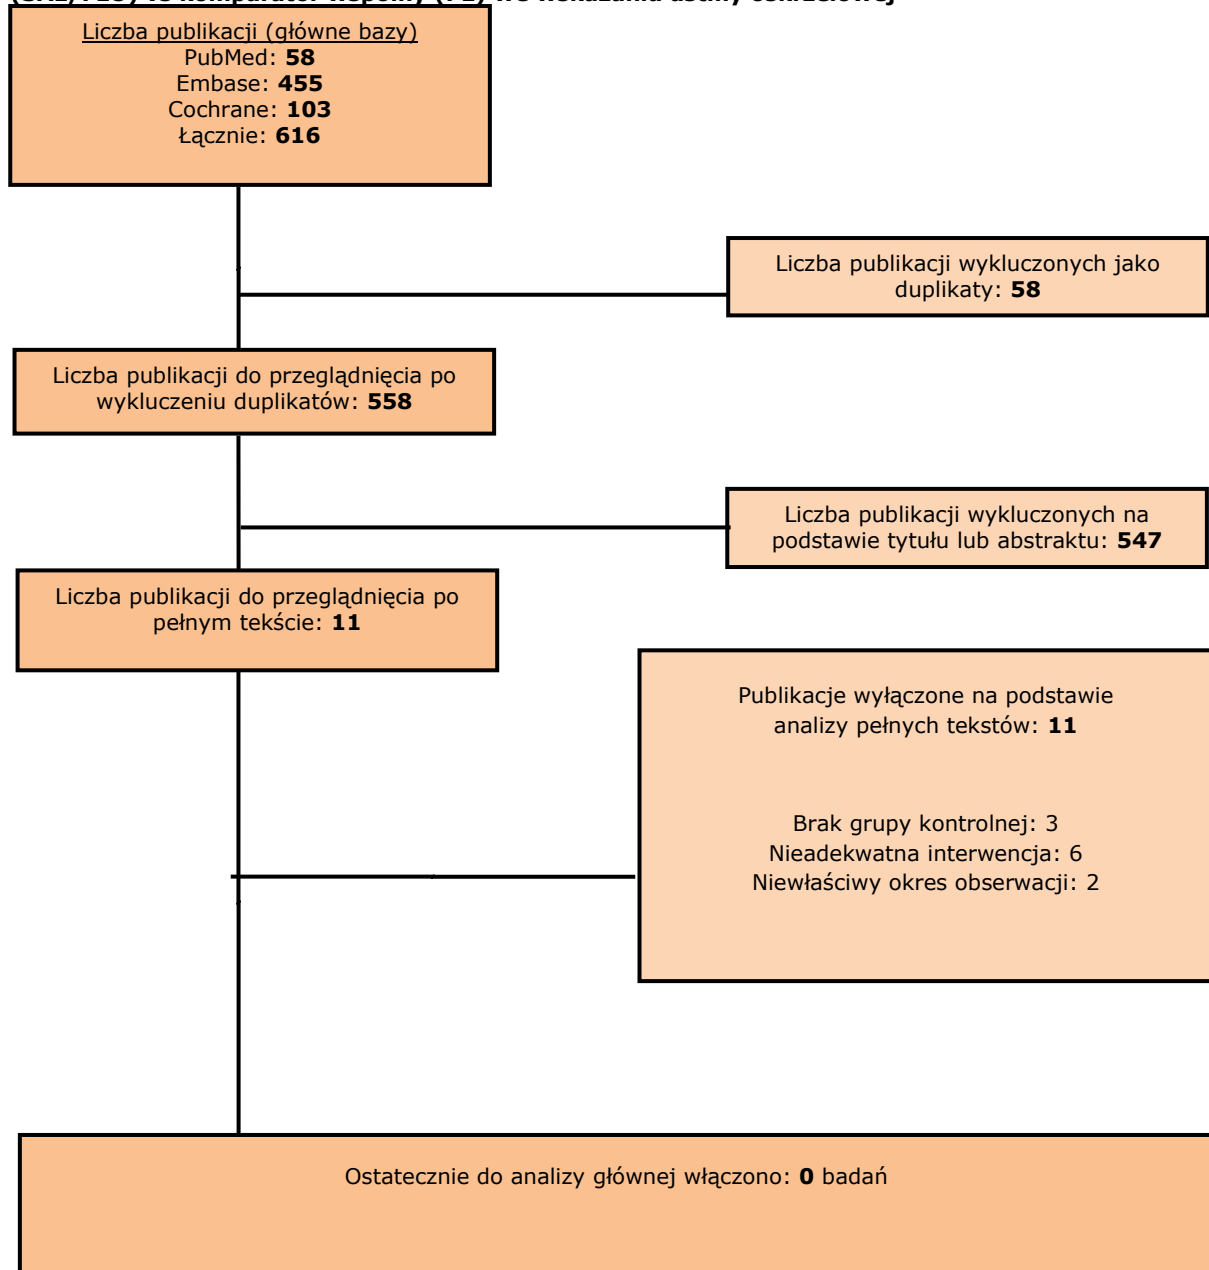 Liczba publikacji (główne bazy)
PubMed: 58
Embase: 455
Cochrane: 103
Łącznie: 616
Liczba publikacji wykluczonych jako
duplikaty: 58
Liczba publikacji do przeglądnięcia po
wykluczeniu duplikatów: 558
Liczba publikacji wykluczonych na
podstawie tytułu lub abstraktu: 547
Liczba publikacji do przeglądnięcia po
pełnym tekście: 11
Publikacje wyłączone na podstawie
analizy pełnych tekstów: 11
Brak grupy kontrolnej: 3
Nieadekwatna interwencja: 6
Niewłaściwy okres obserwacji: 2
Ostatecznie do analizy głównej włączono: 0 badań